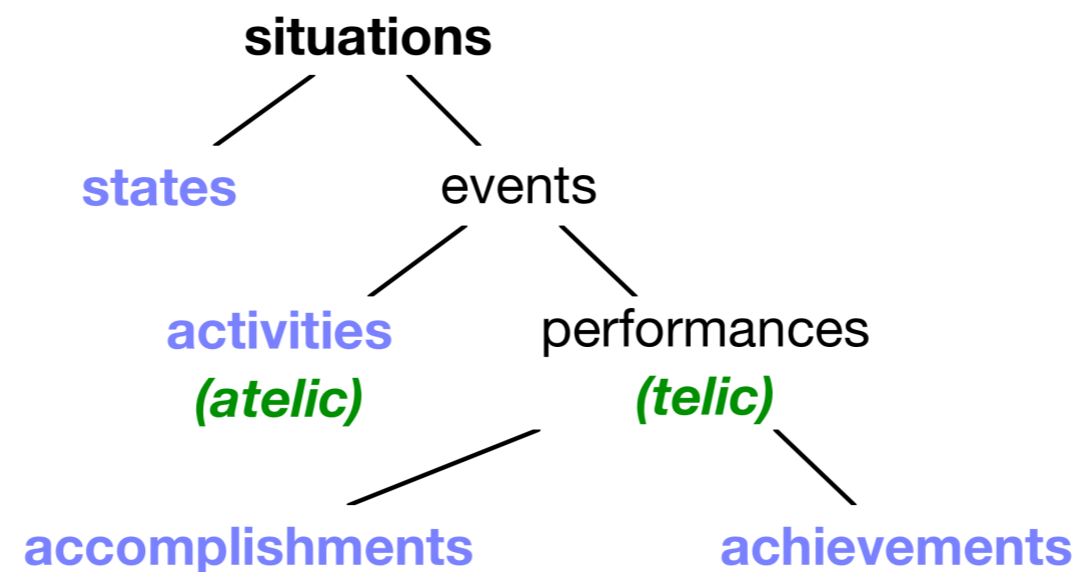 situations
states events
activities performances
(atelic) (telic)
accomplishments achievements